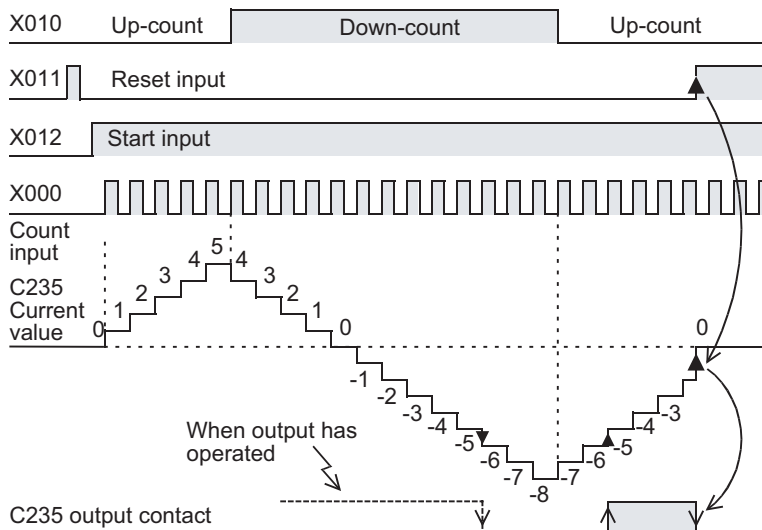 X010 Up-count Down-count Up-count
X011 Reset input
X012 Start input
X000
Count
input
C235
Current
value
0
1
2
3
4
5
4
3
2
1
0
-1
-2
-3
-4
-5
-6
-7
-8
-7
-6
-5
-4
-3
0
When output has
operated
C235 output contact